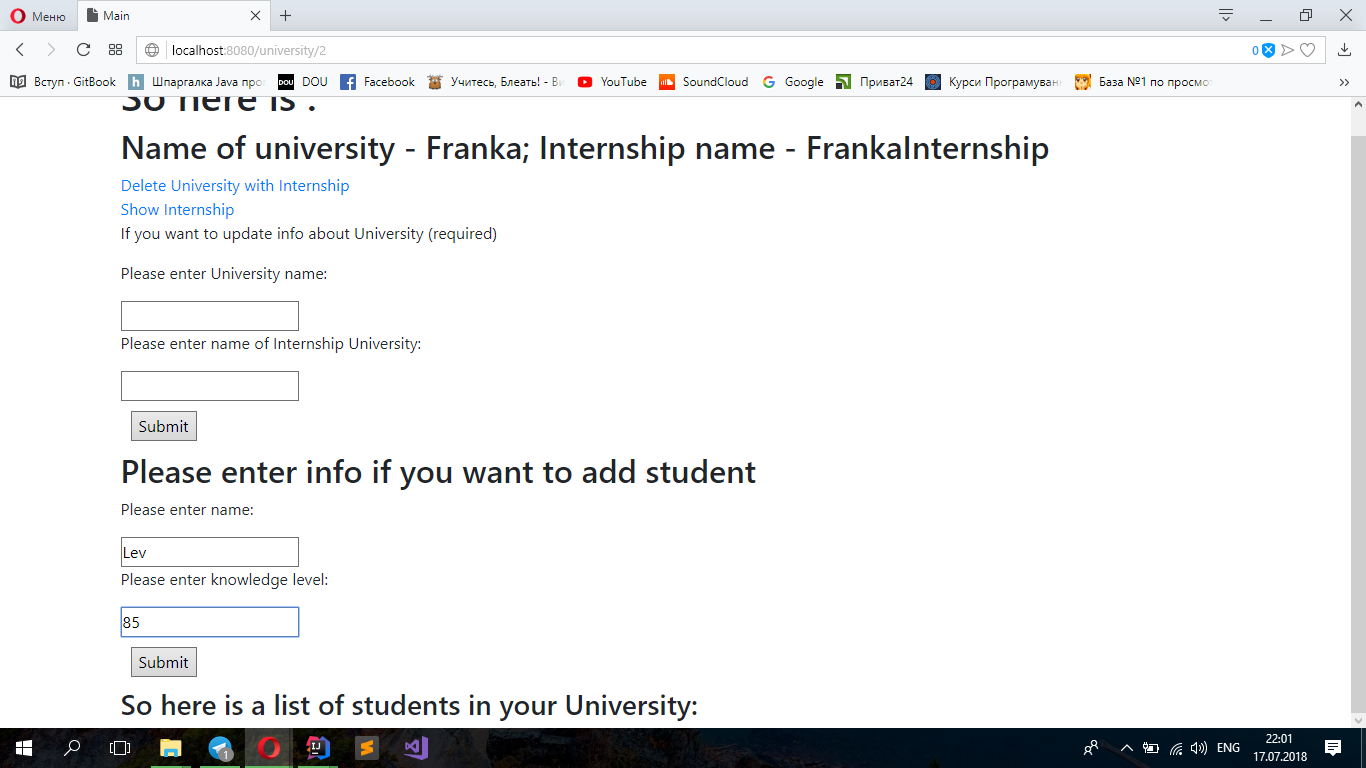 Меню
Main
localhost:8080/university/2
0
Вступ · GitBook
Шпаргалка Java про
DOU
DOU
Facebook
Учитесь, Блеать! - Ви
YouTube
SoundCloud
Google
Приват24
Курси Програмуван
База №1 по просмот
So here is :
Name of university - Franka; Internship name - FrankaInternship
Delete University with Internship
Show Internship
If you want to update info about University (required)
Please enter University name:
Please enter name of Internship University:
Submit
Please enter info if you want to add student
Please enter name:
Lev
Please enter knowledge level:
85
Submit
So here is a list of students in your University:
1
IJ
ENG
22:01
17.07.2018